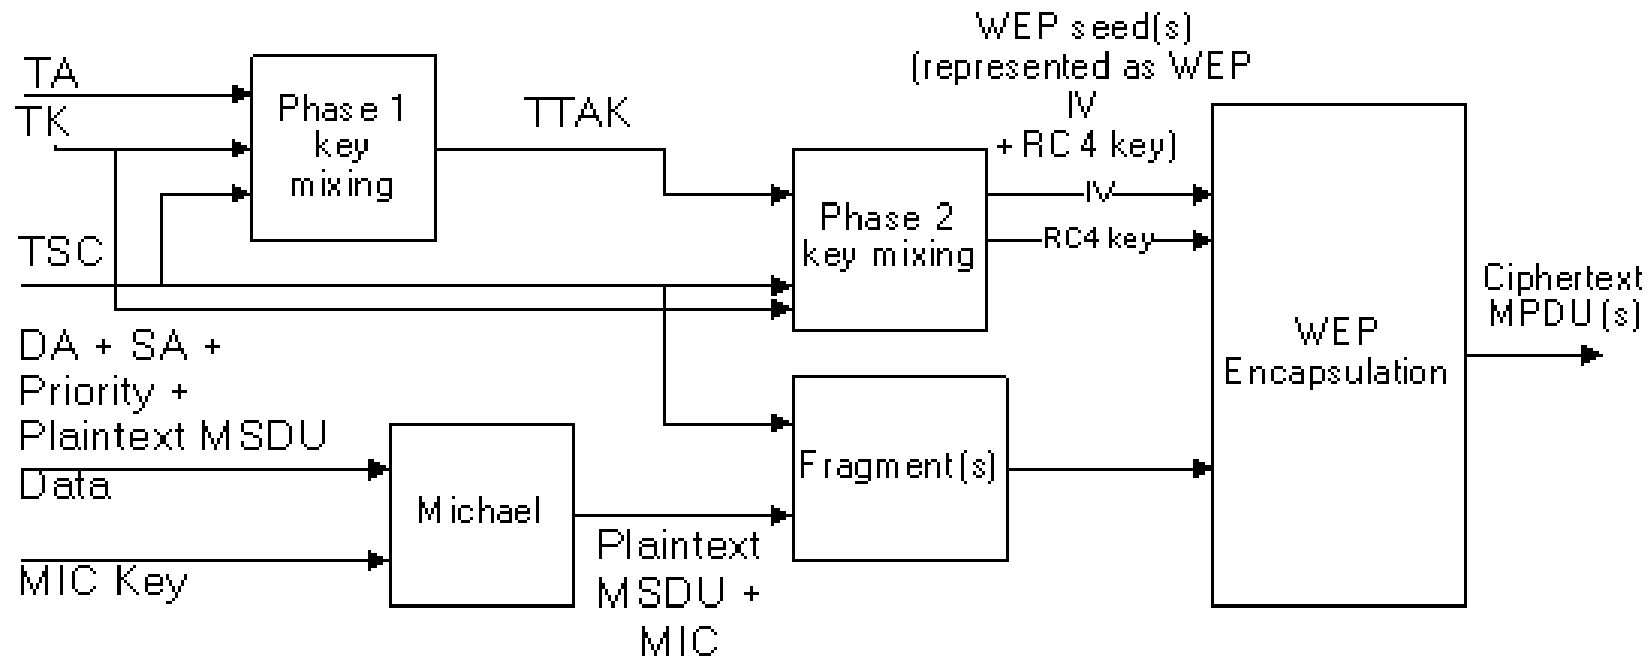 WEP seed(s)
(represented as WEP
IV
+ RC4 key)
TA
TK
Phase 1
key
mixing
TTAK
IV
RC4 key
Phase 2
key mixing
TSC
Ciphertext
MPDU(s)
WEP
Encapsulation
DA + SA +
Priority +
Plaintext MSDU
Data
Fragment(s)
Michael
Plaintext
MSDU +
MIC
MIC Key